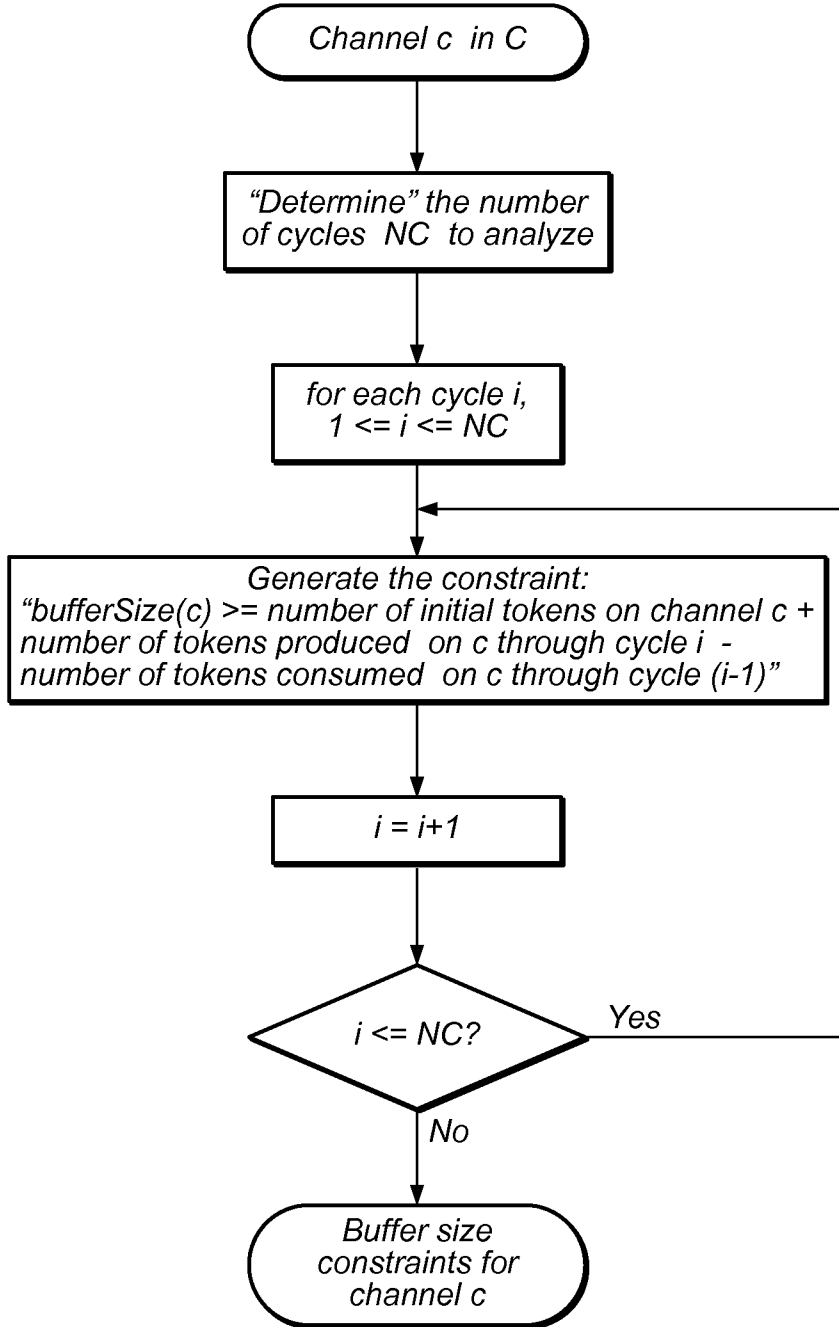 Channel c in C
“Determine” the number
of cycles NC to analyze
for each cycle i,
1 <= i <= NC
Generate the constraint:
“bufferSize(c) >= number of initial tokens on channel c +
number of tokens produced on c through cycle i -
number of tokens consumed on c through cycle (i-1)”
i = i+1
i <= NC?
Yes
No
Buffer size
constraints for
channel c